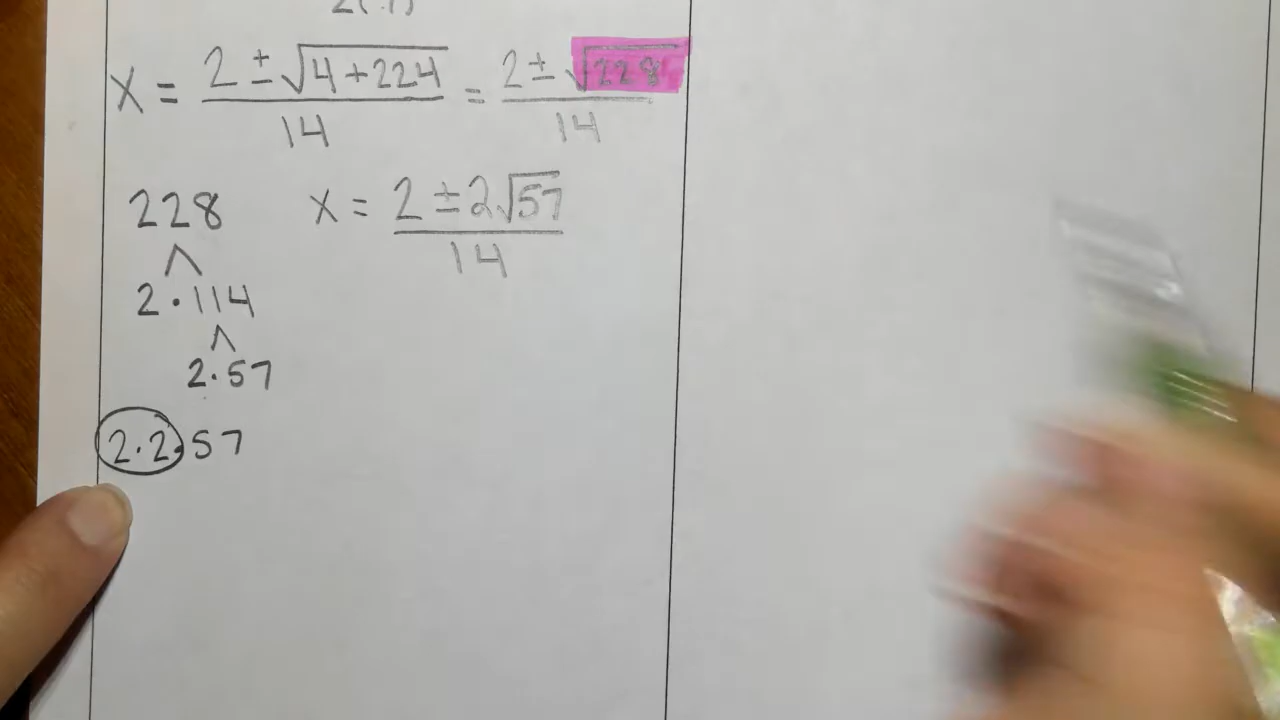 x = 2 ± √4+224 / 14 = 2 ± √228 / 14
228
x = 2 ± 2√57 / 14
2 · 114
2 · 57
2 · 2 · 57